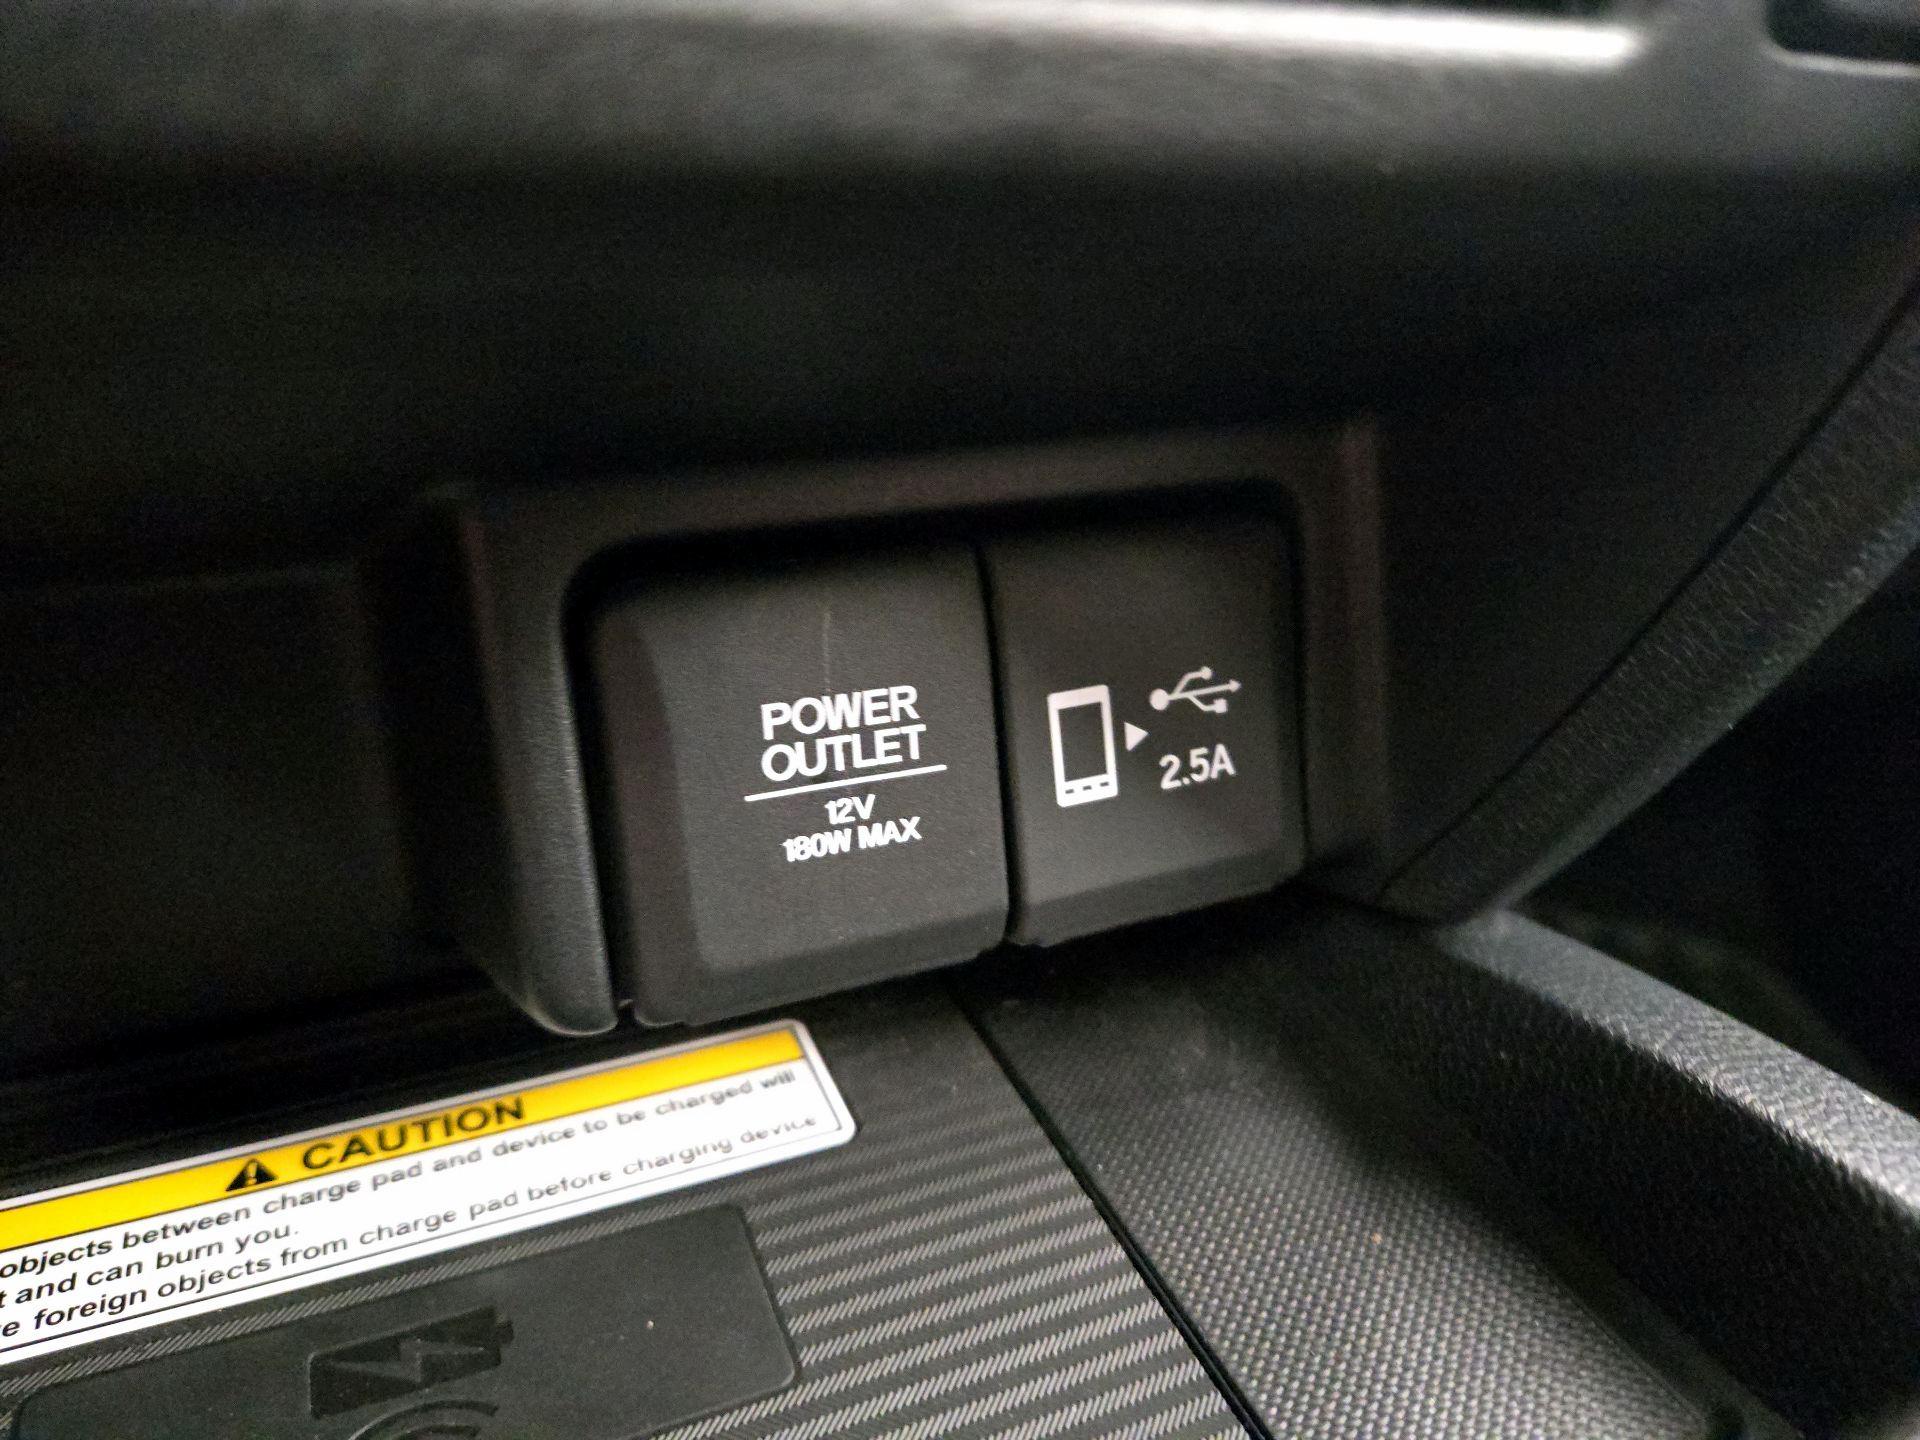 POWER
OUTLET
12V
180W MAX
2.5A
CAUTION
objects between charge pad and device to be charged will
and can burn you.
foreign objects from charge pad before charging device